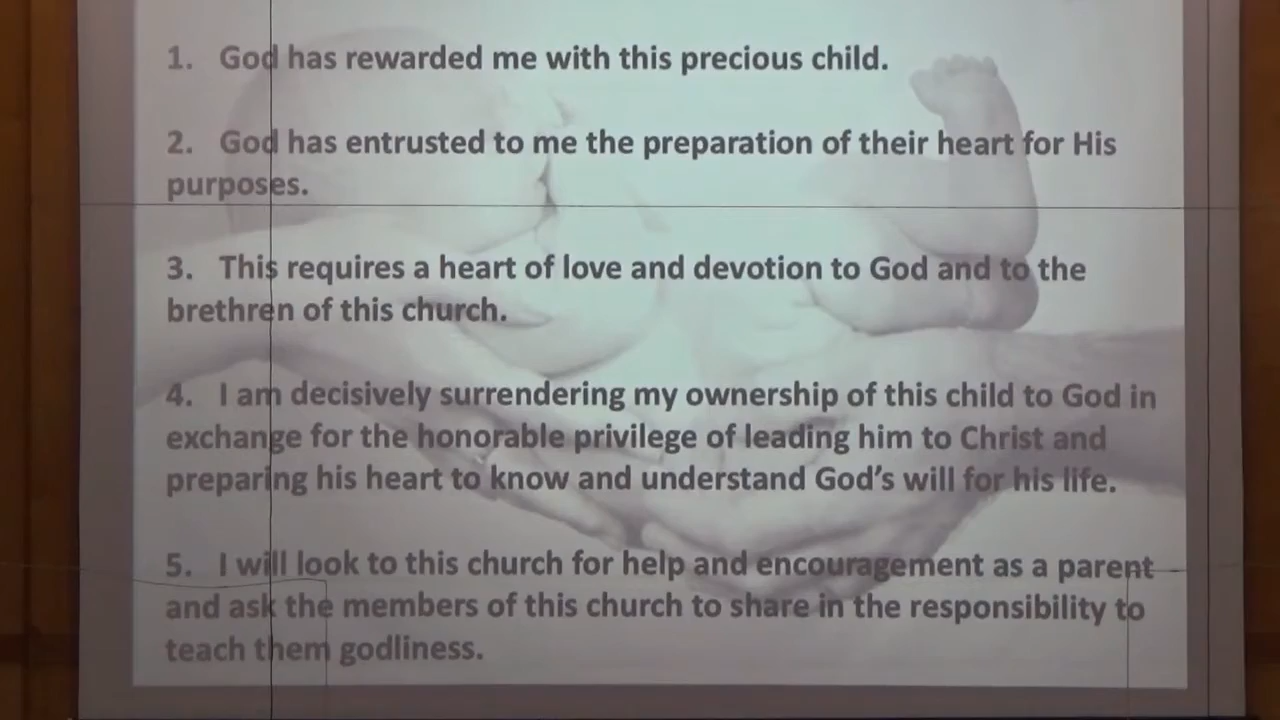 1. God has rewarded me with this precious child.
2. God has entrusted to me the preparation of their heart for His
purposes.
3. This requires a heart of love and devotion to God and to the
brethren of this church.
4. I am decisively surrendering my ownership of this child to God in
exchange for the honorable privilege of leading him to Christ and
preparing his heart to know and understand God’s will for his life.
5. I will look to this church for help and encouragement as a parent
and ask the members of this church to share in the responsibility to
teach them godliness.